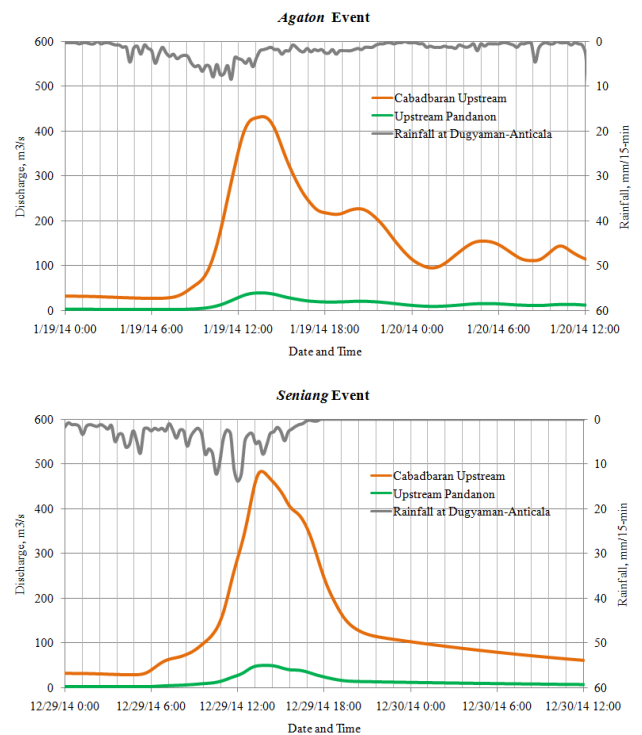 Agaton Event
600
500
400
300
200
100
0
Discharge, m3/s
0
10
20
30
40
50
60
Rainfall, mm/15-min
Cabadbaran Upstream
Upstream Pandanon
Rainfall at Dugyaman-Anticala
1/19/14 0:00 1/19/14 6:00 1/19/14 12:00 1/19/14 18:00 1/20/14 0:00 1/20/14 6:00 1/20/14 12:00
Date and Time
Seniang Event
600
500
400
300
200
100
0
Discharge, m3/s
0
10
20
30
40
50
60
Rainfall, mm/15-min
Cabadbaran Upstream
Upstream Pandanon
Rainfall at Dugyaman-Anticala
12/29/14 0:00 12/29/14 6:00 12/29/14 12:00 12/29/14 18:00 12/30/14 0:00 12/30/14 6:00 12/30/14 12:00
Date and Time